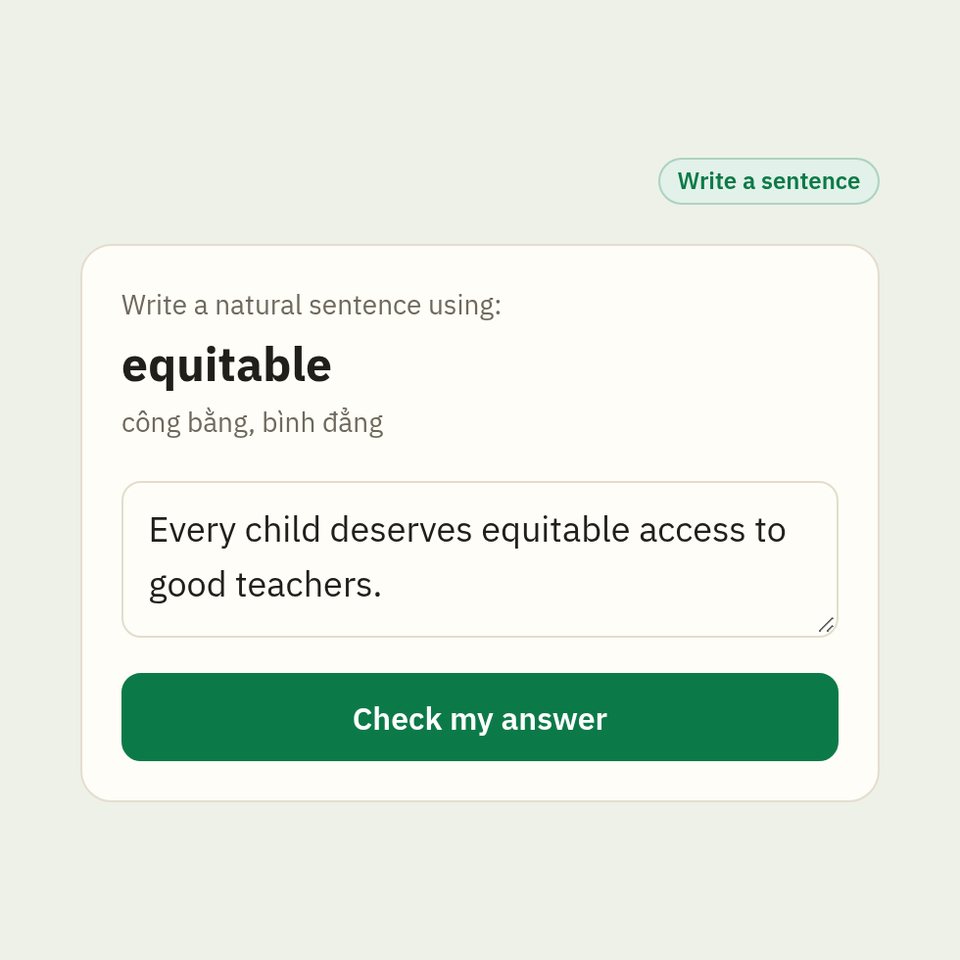 Write a sentence
Write a natural sentence using:
equitable
công bằng, bình đẳng
Every child deserves equitable access to
good teachers.
Check my answer